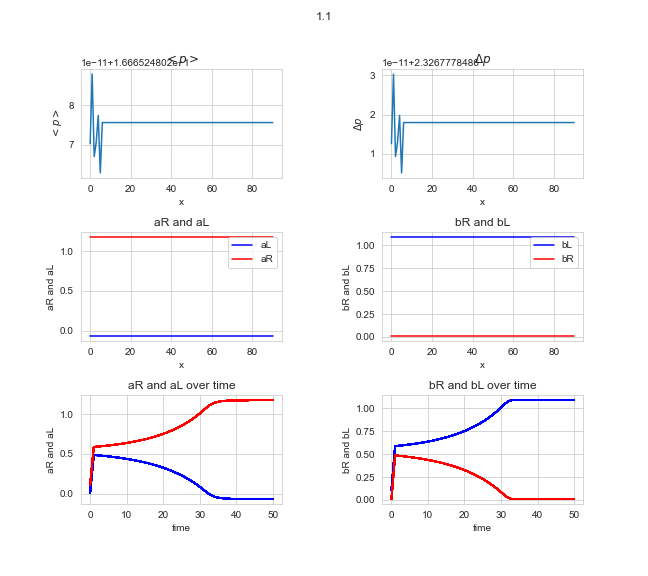 1.1
<p>
Δp
1e−11+1.666524802e
1e−11+2.3267778486
8
7
<p>
0 20 40 60 80
x
3
2
1
Δp
0 20 40 60 80
x
aR and aL
bR and bL
1.0
0.5
0.0
aR and aL
aL
aR
0 20 40 60 80
x
1.00
0.75
0.50
0.25
0.00
bR and bL
bL
bR
0 20 40 60 80
x
aR and aL over time
bR and bL over time
1.0
0.5
0.0
aR and aL
0 10 20 30 40 50
time
1.00
0.75
0.50
0.25
0.00
bR and bL
0 10 20 30 40 50
time